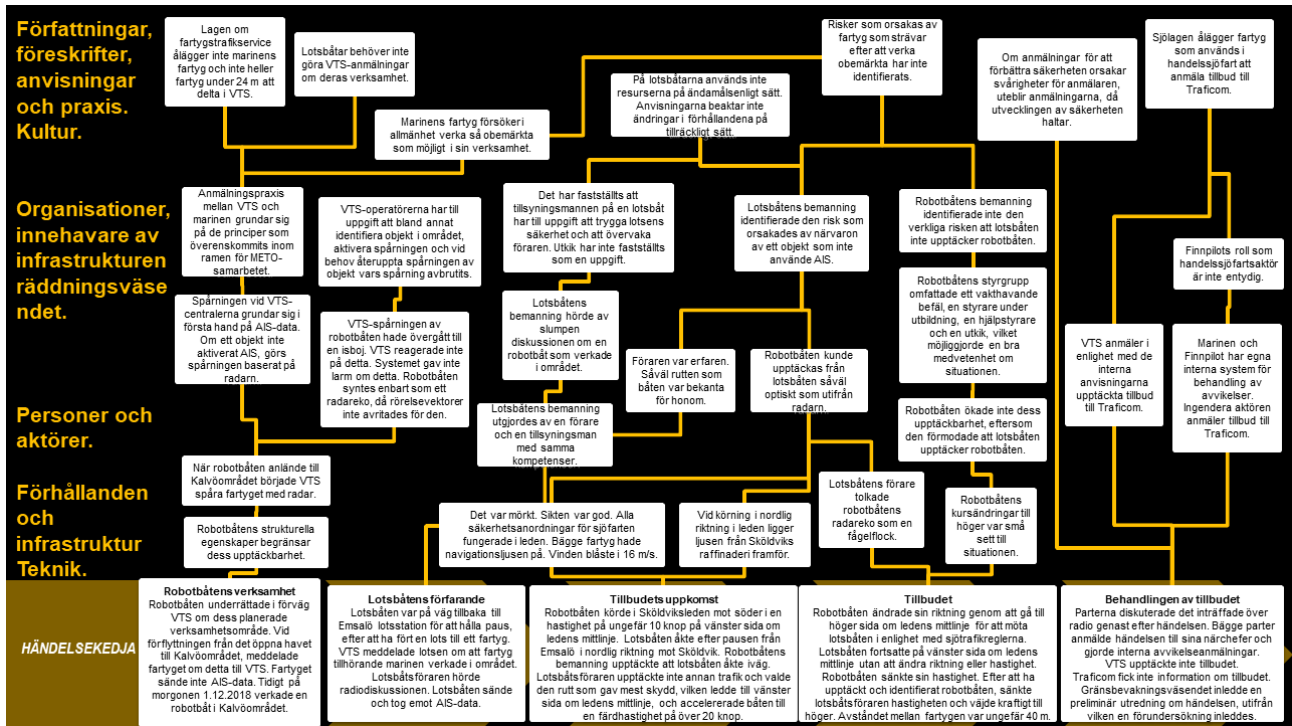 Författningar,
föreskrifter,
anvisningar
och praxis.
Kultur.
Lagen om
fartygstrafikservice
ålägger inte marinens
fartyg och inte heller
fartyg under 24 m att
delta i VTS.
Lotsbåtar behöver inte
göra VTS-anmälningar
om deras verksamhet.
Marinens fartyg försöker i
allmänhet verka så obemärkta
som möjligt i sin verksamhet.
På lotsbåtarna används inte
resurserna på ändamålsenligt sätt.
Anvisningarna beaktar inte
ändringar i förhållandena på
tillräckligt sätt.
Risker som orsakas av
fartyg som strävar
efter att verka
obemärkta har inte
identifierats.
Om anmälningar för att
förbättra säkerheten orsakar
svårigheter för anmälaren,
uteblir anmälningarna, då
utvecklingen av säkerheten
haltar.
Sjölagen ålägger fartyg
som används i
handelssjöfart att
anmäla tillbud till
Traficom.
Organisationer,
innehavare av
infrastrukturen
räddningsväse
ndet.
Anmälningspraxis
mellan VTS och
marinen grundar sig
på de principer som
överenskommits inom
ramen för METO-
samarbetet.
VTS-operatörerna har till
uppgift att bland annat
identifiera objekt i området,
aktivera spårningen och vid
behov återuppta spårningen av
objekt vars spårning avbrutits.
Det har fastställts att
tillsyningsmannen på en lotsbåt
har till uppgift att trygga lotsens
säkerhet och att övervaka
föraren. Utkik har inte fastställts
som en uppgift.
Lotsbåtens bemanning
identifierade den risk som
orsakades av närvaron
av ett objekt som inte
använde AIS.
Robotbåtens bemanning
identifierade inte den
verkliga risken att lotsbåten
inte upptäcker robotbåten.
Finnpilots roll som
handelssjöfartsaktör
är inte entydig.
Spårningen vid VTS-
centralerna grundar sig i
första hand på AIS-data.
Om ett objekt inte
aktiverat AIS, görs
spårningen baserat på
radarn.
VTS-spårningen av
robotbåten hade övergått till
en isboj. VTS reagerade inte
på detta. Systemet gav inte
larm om detta. Robotbåten
syntes enbart som ett
radareko, då rörelsevektorer
inte avritades för den.
Lotsbåtens
bemanning hörde av
slumpen
diskussionen om en
robotbåt som verkade
i området.
Föraren var erfaren.
Såväl rutten som
båten var bekanta
för honom.
Robotbåten kunde
upptäckas från
lotsbåten såväl
optiskt som utifrån
radarn.
Robotbåtens styrgrupp
omfattade ett vakthavande
befäl, en styrare under
utbildning, en hjälpstyrare
och en utkik, vilket
möjliggjorde en bra
medvetenhet om
situationen.
VTS anmäler i
enlighet med de
interna
anvisningarna
upptäckta tillbud
till Traficom.
Marinen och
Finnpilot har egna
interna system för
behandling av
avvikelser.
Ingendera aktören
anmäler tillbud till
Traficom.
Personer och
aktörer.
Lotsbåtens bemanning
utgjordes av en förare
och en tillsyningsman
med samma
kompetenser.
Robotbåten ökade inte dess
upptäckbarhet, eftersom
den förmodade att lotsbåten
upptäcker robotbåten.
När robotbåten anlände till
Kalvöområdet började VTS
spåra fartyget med radar.
Förhållanden
och
infrastruktur
Teknik.
Robotbåtens strukturella
egenskaper begränsar
dess upptäckbarhet.
Det var mörkt. Sikten var god. Alla
säkerhetsanordningar för sjöfarten
fungerade i leden. Bägge fartyg hade
navigationsljusen på. Vinden blåste i 16 m/s.
Vid körning i nordlig
riktning i leden ligger
ljusen från Sköldviks
raffinaderi framför.
Lotsbåtens förare
tolkade
robotbåtens
radareko som en
fågelflock.
Robotbåtens
kursändringar till
höger var små
sett till
situationen.
HÄNDELSEKEDJA
Robotbåtens verksamhet
Robotbåten underrättade i förväg
VTS om dess planerade
verksamhetsområde. Vid
förflyttningen från det öppna havet
till Kalvöområdet, meddelade
fartyget om detta till VTS. Fartyget
sände inte AIS-data. Tidigt på
morgonen 1.12.2018 verkade en
robotbåt i Kalvöområdet.
Lotsbåtens förfarande
Lotsbåten var på väg tillbaka till
Emsalö lotsstation för att hålla paus,
efter att ha fört en lots till ett fartyg.
VTS meddelade lotsen om att fartyg
tillhörande marinen verkade i området.
Lotsbåtsföraren hörde
radiodiskussionen. Lotsbåten sände
och tog emot AIS-data.
Tillbudets uppkomst
Robotbåten körde i Sköldviksleden mot söder i en
hastighet på ungefär 10 knop på vänster sida om
ledens mittlinje. Lotsbåten åkte efter pausen från
Emsalö i nordlig riktning mot Sköldvik. Robotbåtens
bemanning upptäckte att lotsbåten åkte iväg.
Lotsbåtsföraren upptäckte inte annan trafik och valde
den rutt som gav mest skydd, vilken ledde till vänster
sida om ledens mittlinje, och accelererade båten till
en färdhastighet på över 20 knop.
Tillbudet
Robotbåten ändrade sin riktning genom att gå till
höger sida om ledens mittlinje för att möta
lotsbåten i enlighet med sjötrafikreglerna.
Lotsbåten fortsatte på vänster sida om ledens
mittlinje utan att ändra riktning eller hastighet.
Robotbåten sänkte sin hastighet. Efter att ha
upptäckt och identifierat robotbåten, sänkte
lotsbåtsföraren hastigheten och väjde kraftigt till
höger. Avståndet mellan fartygen var ungefär 40 m.
Behandlingen av tillbudet
Parterna diskuterade det inträffade över
radio genast efter händelsen. Bägge parter
anmälde händelsen till sina närchefer och
gjorde interna avvikelseanmälningar.
VTS upptäckte inte tillbudet.
Traficom fick inte information om tillbudet.
Gränsbevakningsväsendet inledde en
preliminär utredning om händelsen, utifrån
vilken en förundersökning inleddes.